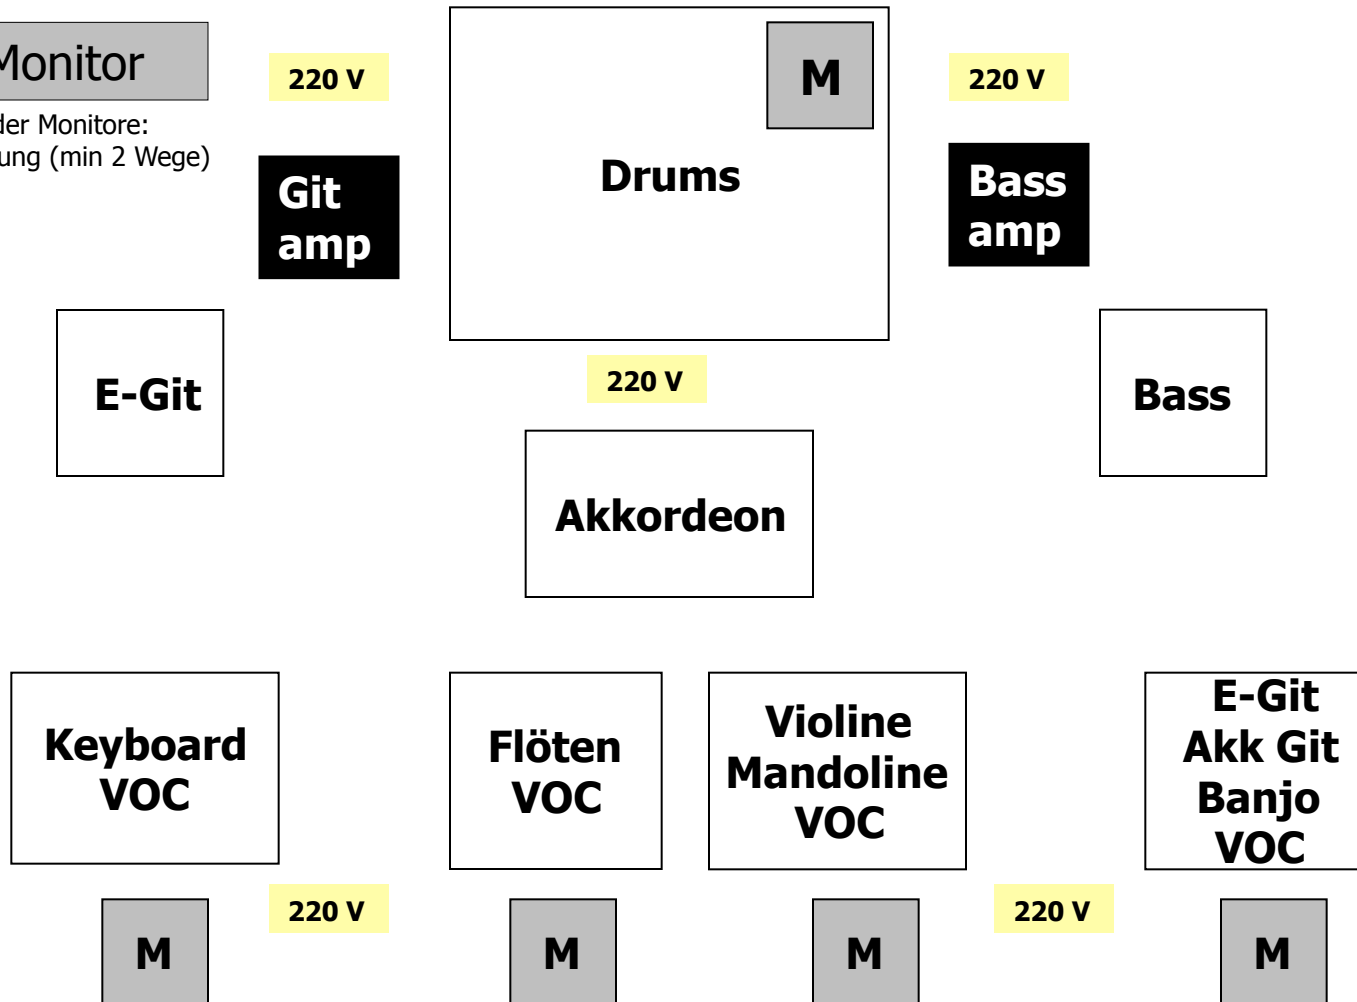 Monitor
der Monitore:
(min 2 Wege)
220 V
M
220 V
Drums
Git
amp
Bass
amp
E-Git
220 V
Bass
Akkordeon
Keyboard
VOC
Flöten
VOC
Violine
Mandoline
VOC
E-Git
Akk Git
Banjo
VOC
220 V
220 V
M
M
M
M